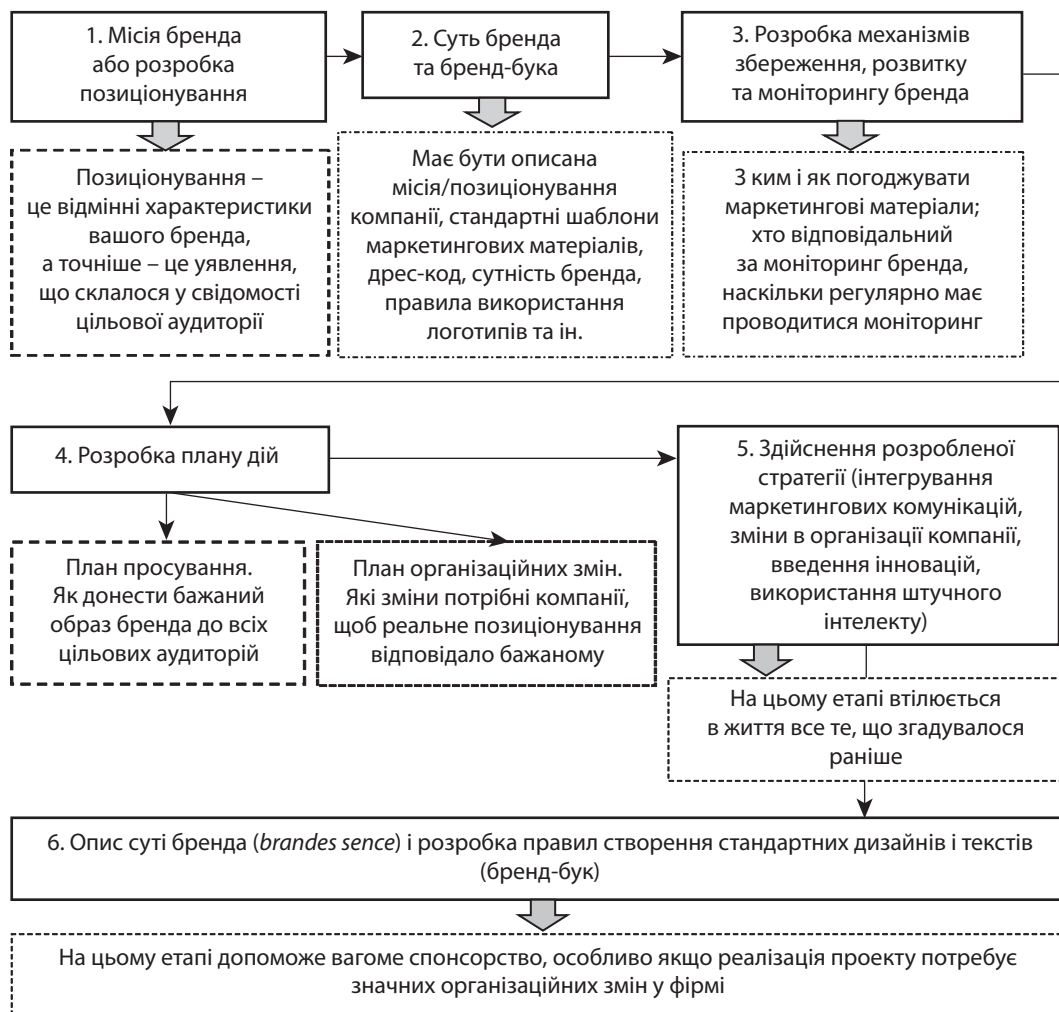 1. Місія бренда
або розробка
позиціонування
2. Суть бренда
та бренд-бука
3. Розробка механізмів
збереження, розвитку
та моніторингу бренда
Позиціонування –
це відмінні характеристики
вашого бренда,
а точніше – це уявлення,
що склалося у свідомості
цільової аудиторії
Має бути описана
місія/позиціонування
компанії, стандартні шаблони
маркетингових матеріалів,
дрес-код, сутність бренда,
правила використання
логотипів та ін.
З ким і як погоджувати
маркетингові матеріали;
хто відповідальний
за моніторинг бренда,
наскільки регулярно має
проводитися моніторинг
4. Розробка плану дій
5. Здійснення розробленої
стратегії (інтегрування
маркетингових комунікацій,
зміни в організації компанії,
введення інновацій,
використання штучного
інтелекту)
План просування.
Як донести бажаний
образ бренда до всіх
цільових аудиторій
План організаційних змін.
Які зміни потрібні компанії,
щоб реальне позиціонування
відповідало бажаному
На цьому етапі втілюється
в життя все те, що згадувалося
раніше
6. Опис суті бренда (brandes sence) і розробка правил створення стандартних дизайнів і текстів
(бренд-бук)
На цьому етапі допоможе вагоме спонсорство, особливо якщо реалізація проекту потребує
значних організаційних змін у фірмі